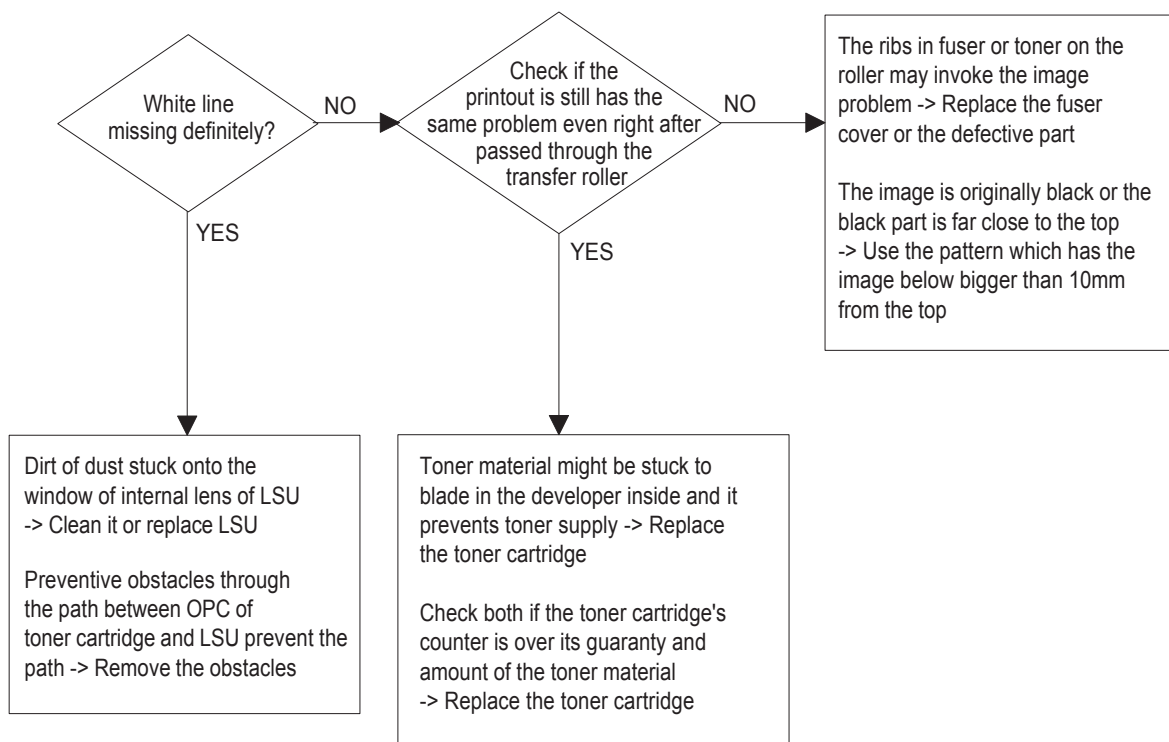 White line
missing definitely?
NO
Check if the
printout is still has the
same problem even right after
passed through the
transfer roller
NO
The ribs in fuser or toner on the
roller may invoke the image
problem -> Replace the fuser
cover or the defective part
The image is originally black or the
black part is far close to the top
-> Use the pattern which has the
image below bigger than 10mm
from the top
YES
YES
Dirt of dust stuck onto the
window of internal lens of LSU
-> Clean it or replace LSU
Preventive obstacles through
the path between OPC of
toner cartridge and LSU prevent the
path -> Remove the obstacles
Toner material might be stuck to
blade in the developer inside and it
prevents toner supply -> Replace
the toner cartridge
Check both if the toner cartridge's
counter is over its guaranty and
amount of the toner material
-> Replace the toner cartridge